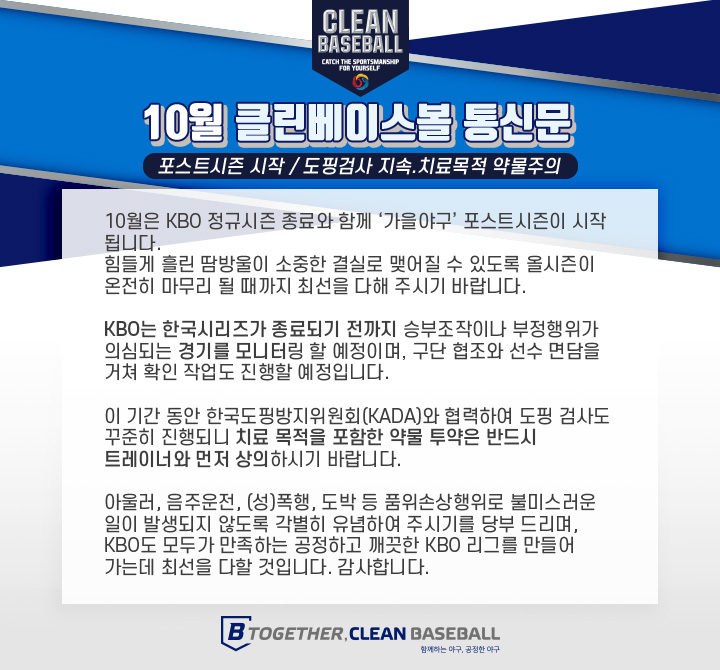 CLEAN
BASEBALL
CATCH THE SPORTSMANSHIP
FOR YOURSELF
10월 클린베이스볼 통신문
포스트시즌 시작 / 도핑검사 지속.치료목적 약물주의
10월은 KBO 정규시즌 종료와 함께 ‘가을야구’ 포스트시즌이 시작
됩니다.
힘들게 흘린 땀방울이 소중한 결실로 맺어질 수 있도록 올시즌이
온전히 마무리 될 때까지 최선을 다해 주시기 바랍니다.
KBO는 한국시리즈가 종료되기 전까지 승부조작이나 부정행위가
의심되는 경기를 모니터링 할 예정이며, 구단 협조와 선수 면담을
거쳐 확인 작업도 진행할 예정입니다.
이 기간 동안 한국도핑방지위원회(KADA)와 협력하여 도핑 검사도
꾸준히 진행되니 치료 목적을 포함한 약물 투약은 반드시
트레이너와 먼저 상의하시기 바랍니다.
아울러, 음주운전, (성)폭행, 도박 등 품위손상행위로 불미스러운
일이 발생되지 않도록 각별히 유념하여 주시기를 당부 드리며,
KBO도 모두가 만족하는 공정하고 깨끗한 KBO 리그를 만들어
가는데 최선을 다할 것입니다. 감사합니다.
B TOGETHER, CLEAN BASEBALL
함께하는 야구, 공정한 야구